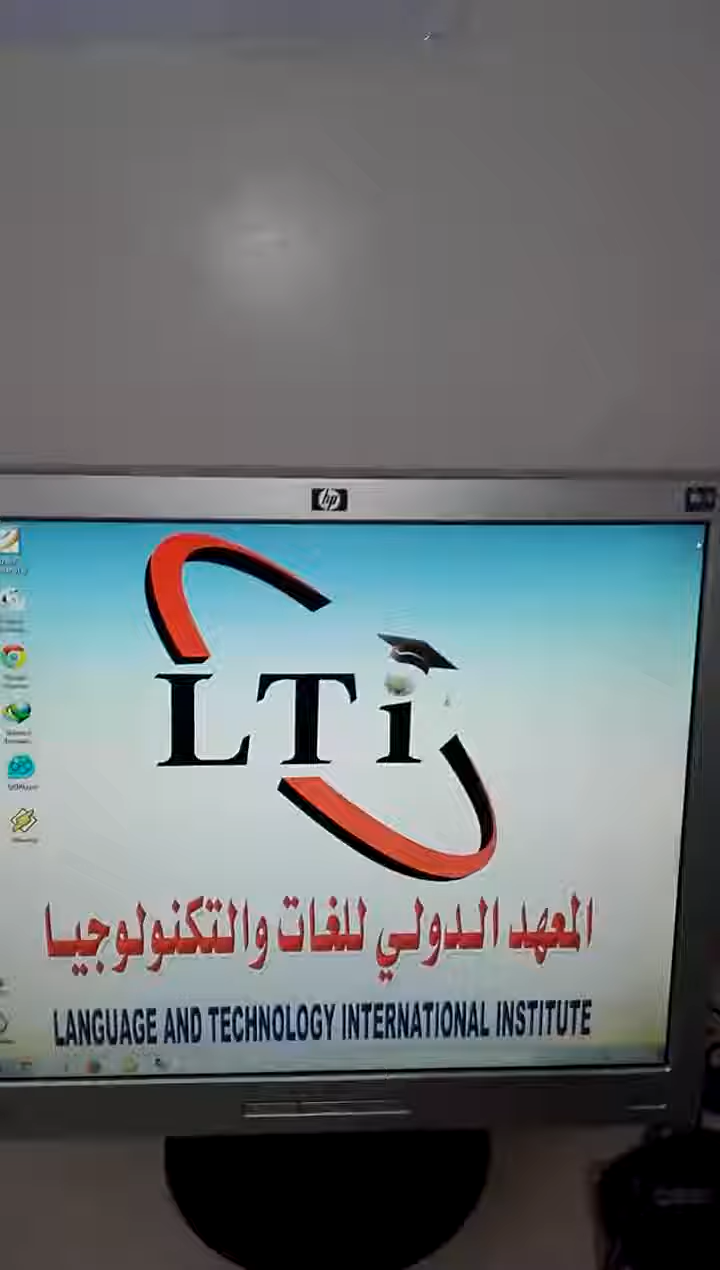 hp
LTi
المعهد الدولي للغات والتكنولوجيا
LANGUAGE AND TECHNOLOGY INTERNATIONAL INSTITUTE